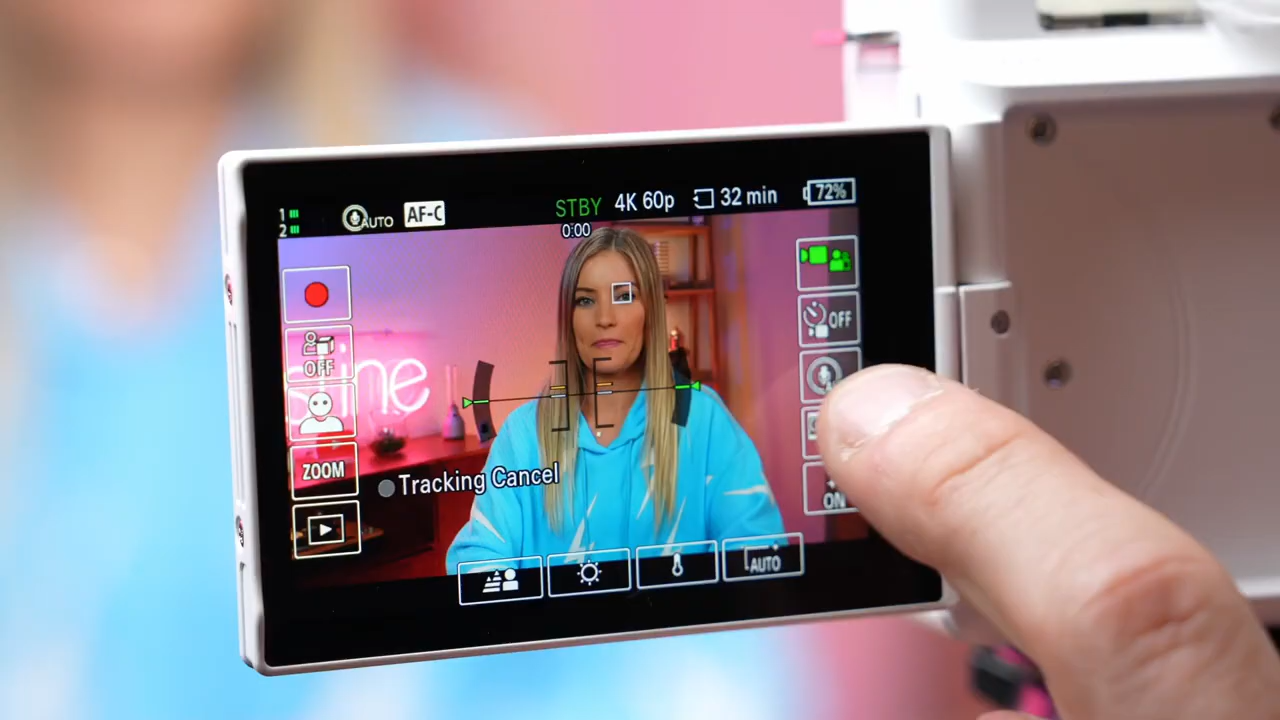 1
2
AUTO AF-C
STBY 4K 60p 32 min 72%
0:00
OFF
OFF
ZOOM
Tracking Cancel
ON
AUTO